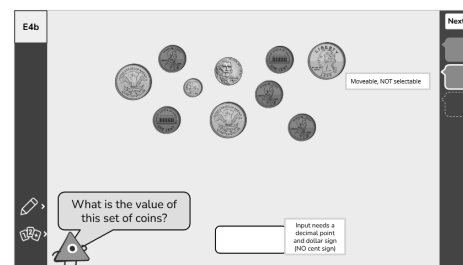 E4b
Next
LIBERTY
Moveable, NOT selectable
What is the value of
this set of coins?
Input needs a
decimal point
and dollar sign
(NO cent sign)